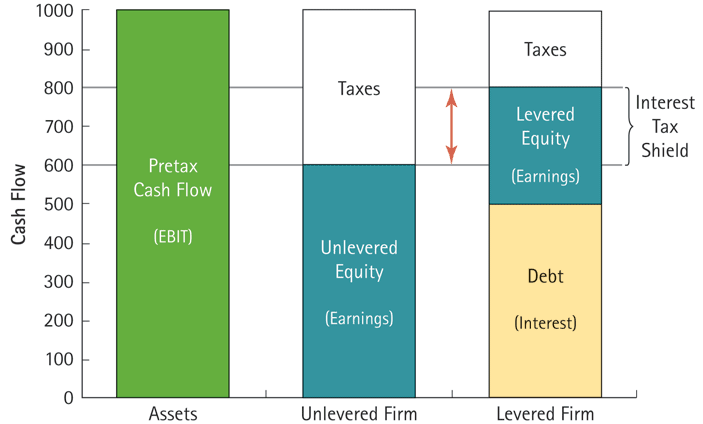 Cash Flow
1000
900
800
700
600
500
400
300
200
100
0
Pretax
Cash Flow
(EBIT)
Taxes
Unlevered
Equity
(Earnings)
Taxes
Levered
Equity
(Earnings)
Debt
(Interest)
Interest
Tax
Shield
Assets
Unlevered Firm
Levered Firm